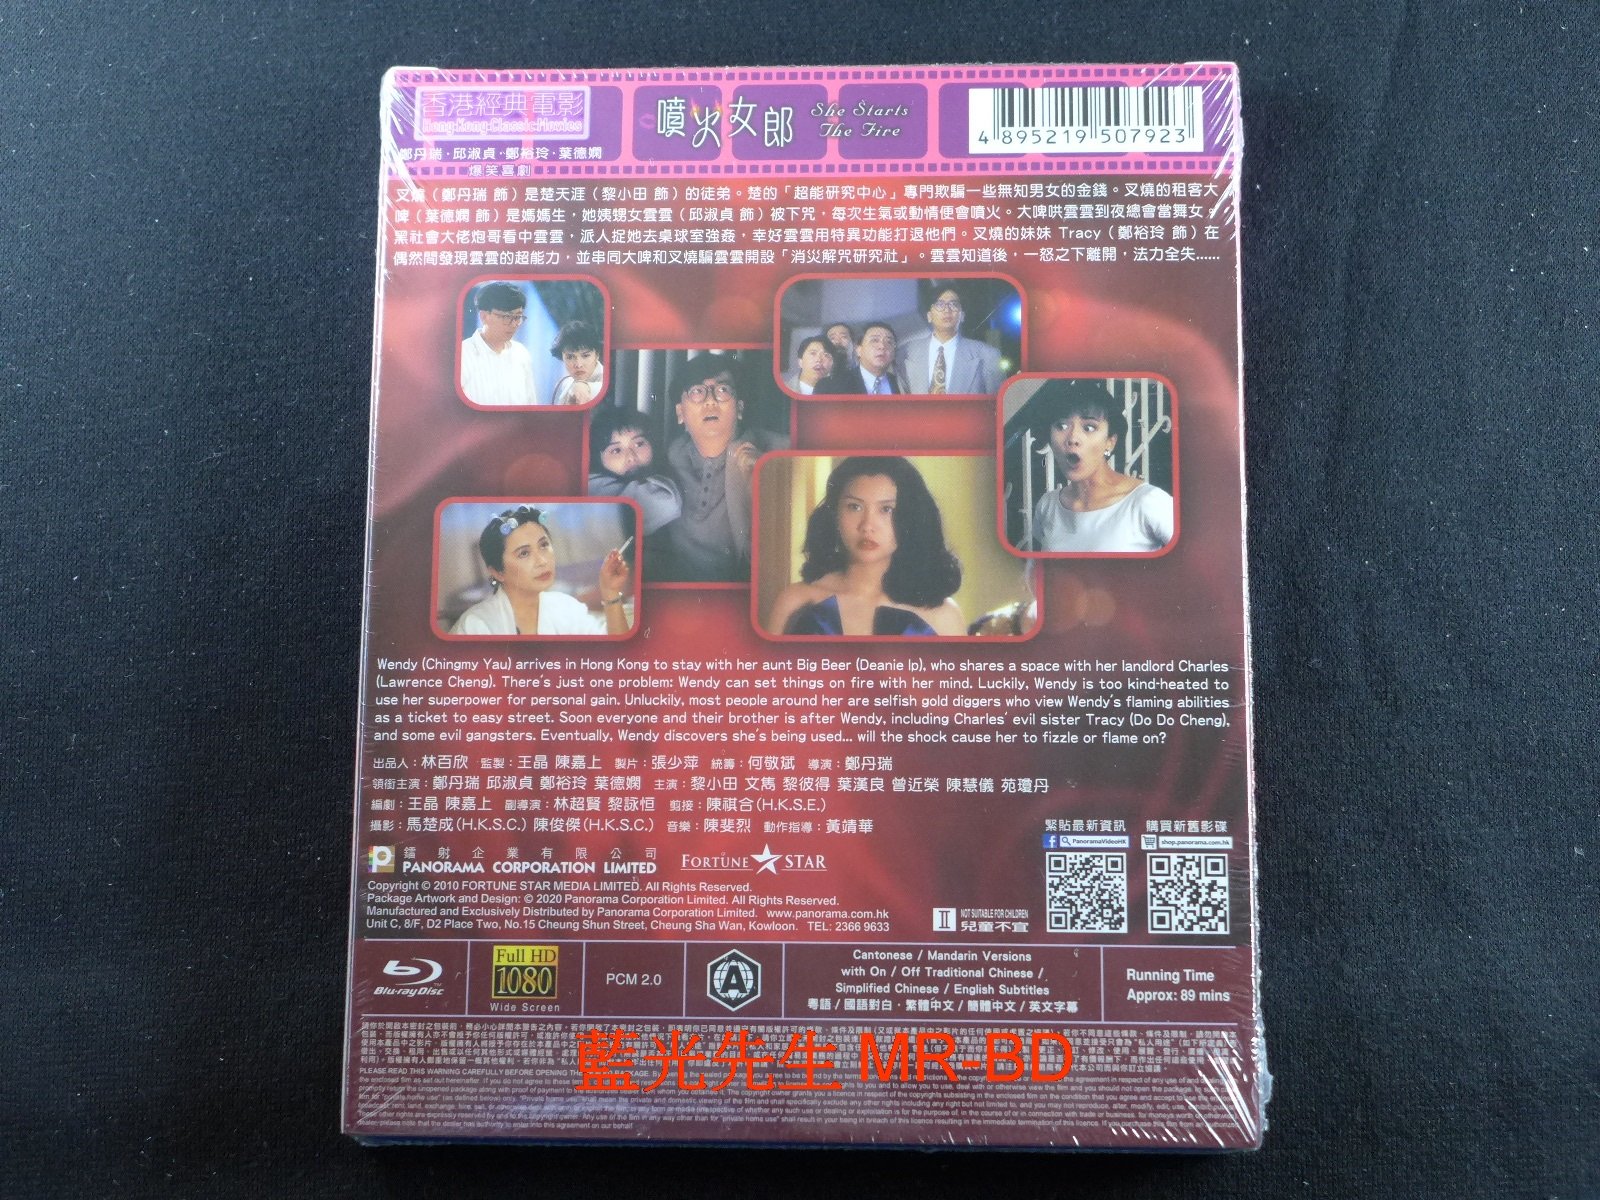 香港經典電影
Hong Kong Classic Movies
鄭丹瑞·邱淑貞·鄭裕玲·葉德嫻
爆笑喜劇
噴火女郎
She Starts
The Fire
4 895219 507923
叉燒（鄭丹瑞 飾）是楚天涯（黎小田 飾）的徒弟。楚的「超能研究中心」專門欺騙一些無知男女的金錢。叉燒的租客大
啤（葉德嫻 飾）是媽媽生，她姨甥女雲雲（邱淑貞 飾）被下咒，每次生氣或動情便會噴火。大啤哄雲雲到夜總會當舞女。
黑社會大佬炮哥看中雲雲，派人捉她去桌球室強姦，幸好雲雲用特異功能打退他們。叉燒的妹妹 Tracy（鄭裕玲 飾）在
偶然間發現雲雲的超能力，並串同大啤和叉燒騙雲雲開設「消災解咒研究社」。雲雲知道後，一怒之下離開，法力全失......
Wendy (Chingmy Yau) arrives in Hong Kong to stay with her aunt Big Beer (Deanie Ip), who shares a space with her landlord Charles
(Lawrence Cheng). There's just one problem: Wendy can set things on fire with her mind. Luckily, Wendy is too kind-heated to
use her superpower for personal gain. Unluckily, most people around her are selfish gold diggers who view Wendy's flaming abilities
as a ticket to easy street. Soon everyone and their brother is after Wendy, including Charles' evil sister Tracy (Do Do Cheng),
and some evil gangsters. Eventually, Wendy discovers she's being used... will the shock cause her to fizzle or flame on?
出品人：林百欣 監製：王晶 陳嘉上 製片：張少萍 統籌：何敬斌 導演：鄭丹瑞
領銜主演：鄭丹瑞 邱淑貞 鄭裕玲 葉德嫻 主演：黎小田 文雋 黎彼得 葉漢良 曾近榮 陳慧儀 苑瓊丹
編劇：王晶 陳嘉上 副導演：林超賢 黎詠恒 剪接：陳祺合(H.K.S.E.)
攝影：馬楚成(H.K.S.C.) 陳俊傑(H.K.S.C.) 音樂：陳斐烈 動作指導：黃靖華
緊貼最新資訊
PanoramaVideoHK
購買新舊影碟
shop.panorama.com.hk
鐳射企業有限公司
PANORAMA CORPORATION LIMITED
FORTUNE STAR
Copyright © 2010 FORTUNE STAR MEDIA LIMITED. All Rights Reserved.
Package Artwork and Design: © 2020 Panorama Corporation Limited. All Rights Reserved.
Manufactured and Exclusively Distributed by Panorama Corporation Limited. www.panorama.com.hk
Unit C, 8/F, D2 Place Two, No.15 Cheung Shun Street, Cheung Sha Wan, Kowloon. TEL: 2366 9633
II NOT SUITABLE FOR CHILDREN
兒童不宜
Blu-ray Disc
Full HD
1080
Wide Screen
PCM 2.0
A
Cantonese / Mandarin Versions
with On / Off Traditional Chinese /
Simplified Chinese / English Subtitles
粵語 / 國語對白·繁體中文 / 簡體中文 / 英文字幕
Running Time
Approx: 89 mins
PLEASE READ THIS WARNING CAREFULLY BEFORE OPENING
藍光先生 MR-BD